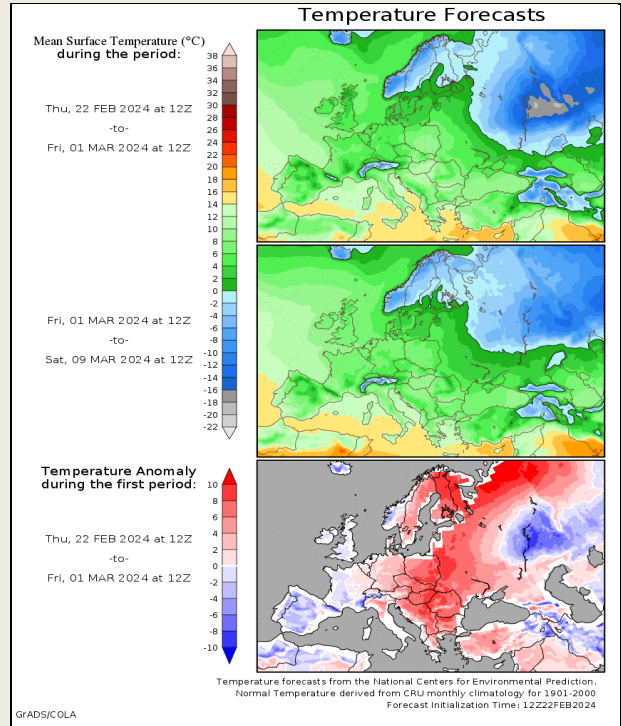 Temperature Forecasts
Mean Surface Temperature (°C)
during the period:
38
36
34
32
30
28
26
24
22
20
18
16
14
12
10
8
6
4
2
0
-2
-4
-6
-8
-10
-12
-14
-16
-18
-20
-22
Thu, 22 FEB 2024 at 12Z
-to-
Fri, 01 MAR 2024 at 12Z
Fri, 01 MAR 2024 at 12Z
-to-
Sat, 09 MAR 2024 at 12Z
Temperature Anomaly
during the first period:
10
8
6
4
2
0
-2
-4
-6
-8
-10
Thu, 22 FEB 2024 at 12Z
-to-
Fri, 01 MAR 2024 at 12Z
Temperature forecasts from the National Centers for Environmental Prediction.
Normal Temperature derived from CRU monthly climatology for 1901-2000
Forecast Initialization Time: 12Z22FEB2024
GrADS/COLA